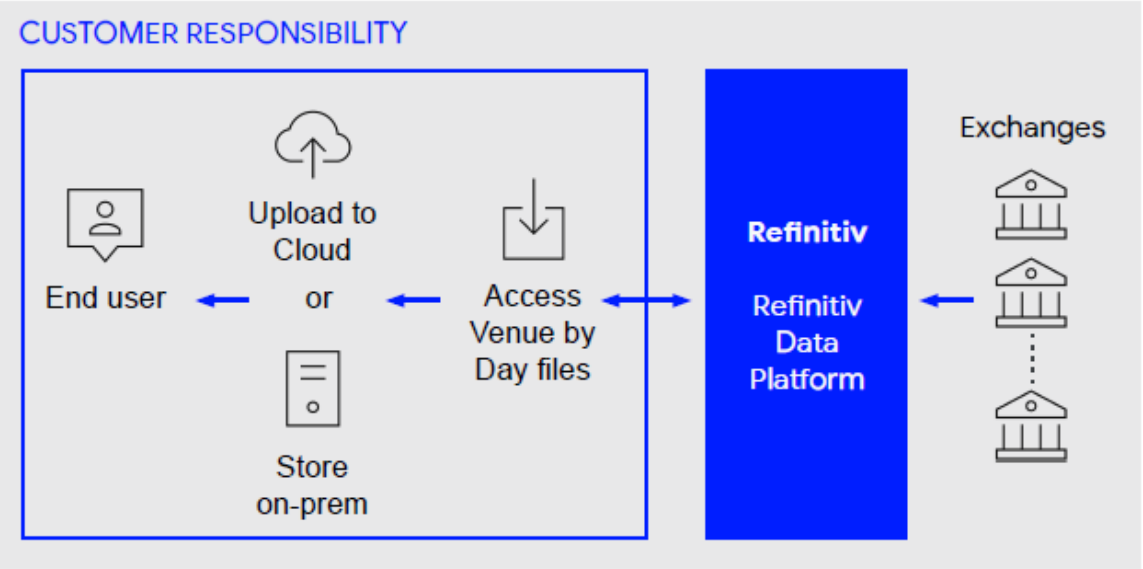 CUSTOMER RESPONSIBILITY
End user
Upload to
Cloud
or
Store
on-prem
Access
Venue by
Day files
Refinitiv
Refinitiv
Data
Platform
Exchanges